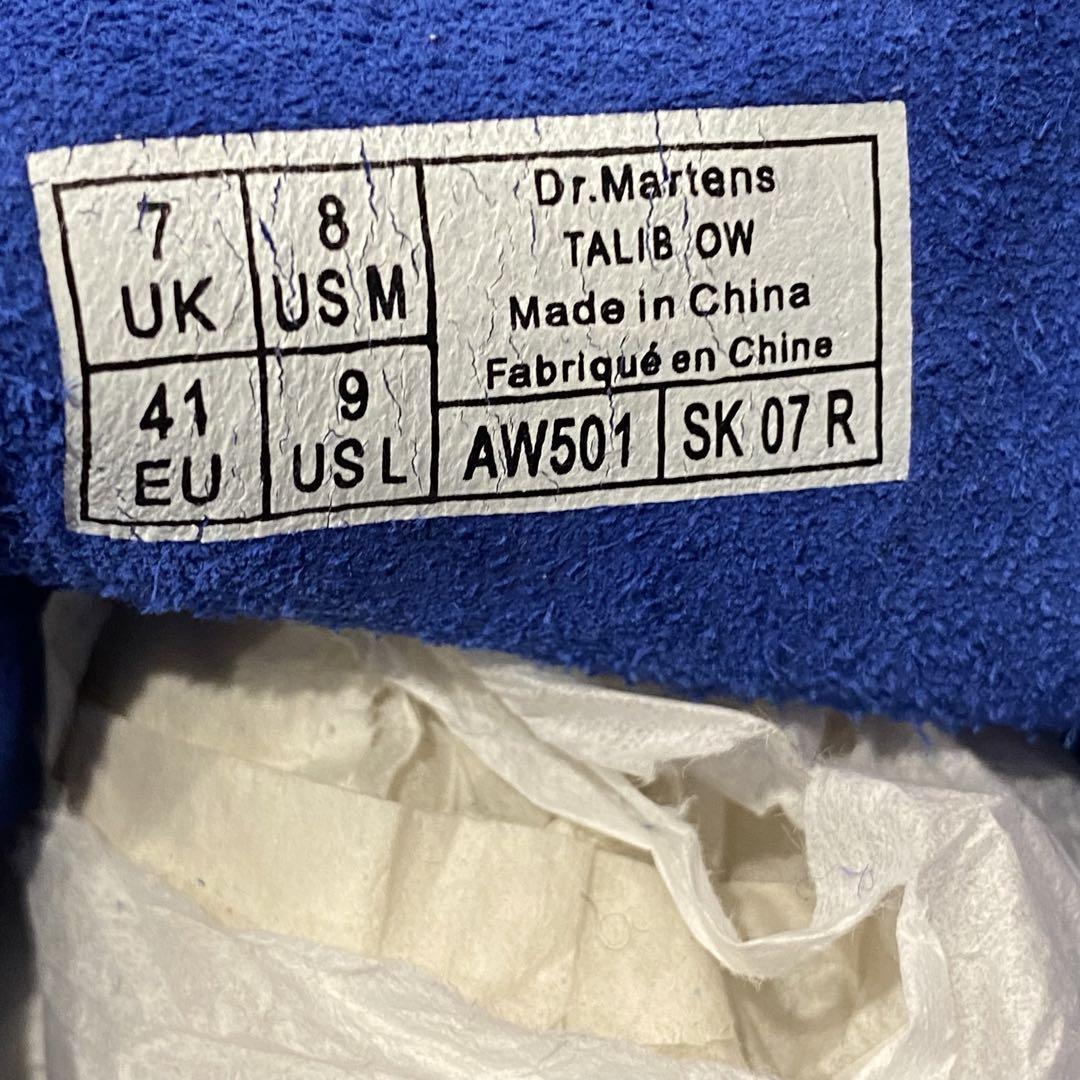 7
UK
8
US M
41
EU
9
US L
Dr.Martens
TALIB OW
Made in China
Fabriqué en Chine
AW501
SK 07 R